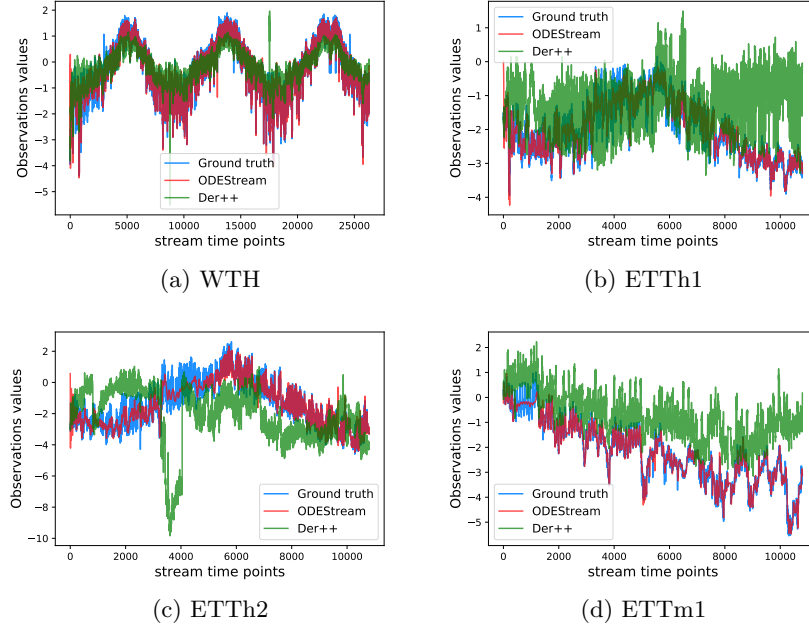 2
1
0
−1
−2
−3
−4
−5
Observations values
Ground truth
ODEStream
Der++
0 5000 10000 15000 20000 25000
stream time points
(a) WTH
1
0
−1
−2
−3
−4
Observations values
Ground truth
ODEStream
Der++
0 2000 4000 6000 8000 10000
stream time points
(b) ETTh1
2
0
−2
−4
−6
−8
−10
Observations values
Ground truth
ODEStream
Der++
0 2000 4000 6000 8000 10000
stream time points
(c) ETTh2
2
1
0
−1
−2
−3
−4
−5
Observations values
Ground truth
ODEStream
Der++
0 2000 4000 6000 8000 10000
stream time points
(d) ETTm1